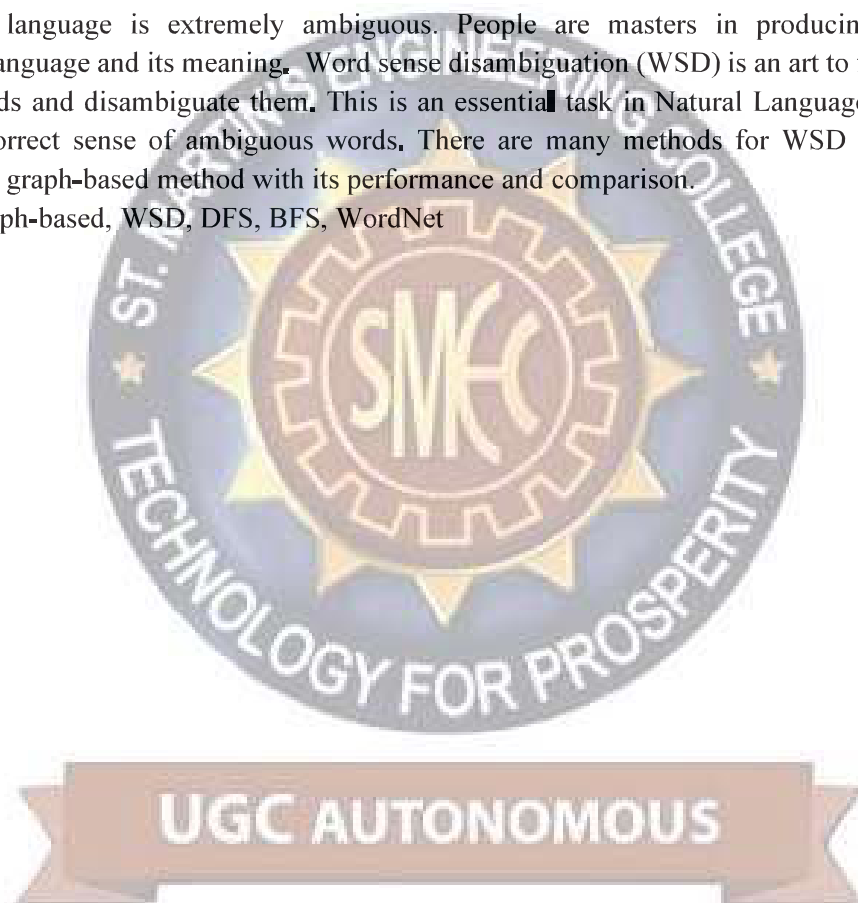 language is extremely ambiguous. People are masters in producin
anguage and its meaning. Word sense disambiguation (WSD) is an art to
ds and disambiguate them. This is an essential task in Natural Language
orrect sense of ambiguous words. There are many methods for WSD
graph-based method with its performance and comparison.
ph-based, WSD, DFS, BFS, WordNet
ST. MARTIN'S ENGINEERING COLLEGE
SMEC
TECHNOLOGY FOR PROSPERITY
UGC AUTONOMOUS